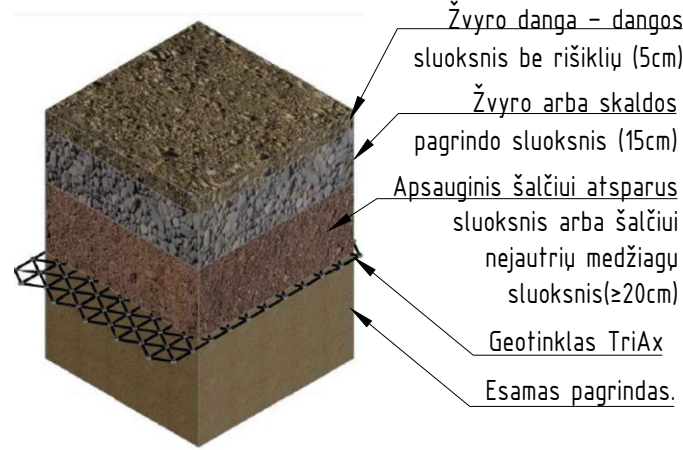 Žvyro danga – dangos
sluoksnis be rišiklių (5cm)
Žvyro arba skaldos
pagrindo sluoksnis (15cm)
Apsauginis šalčiui atsparus
sluoksnis arba šalčiui
nejautrių medžiagų
sluoksnis(≥20cm)
Geotinklas TriAx
Esamas pagrindas.